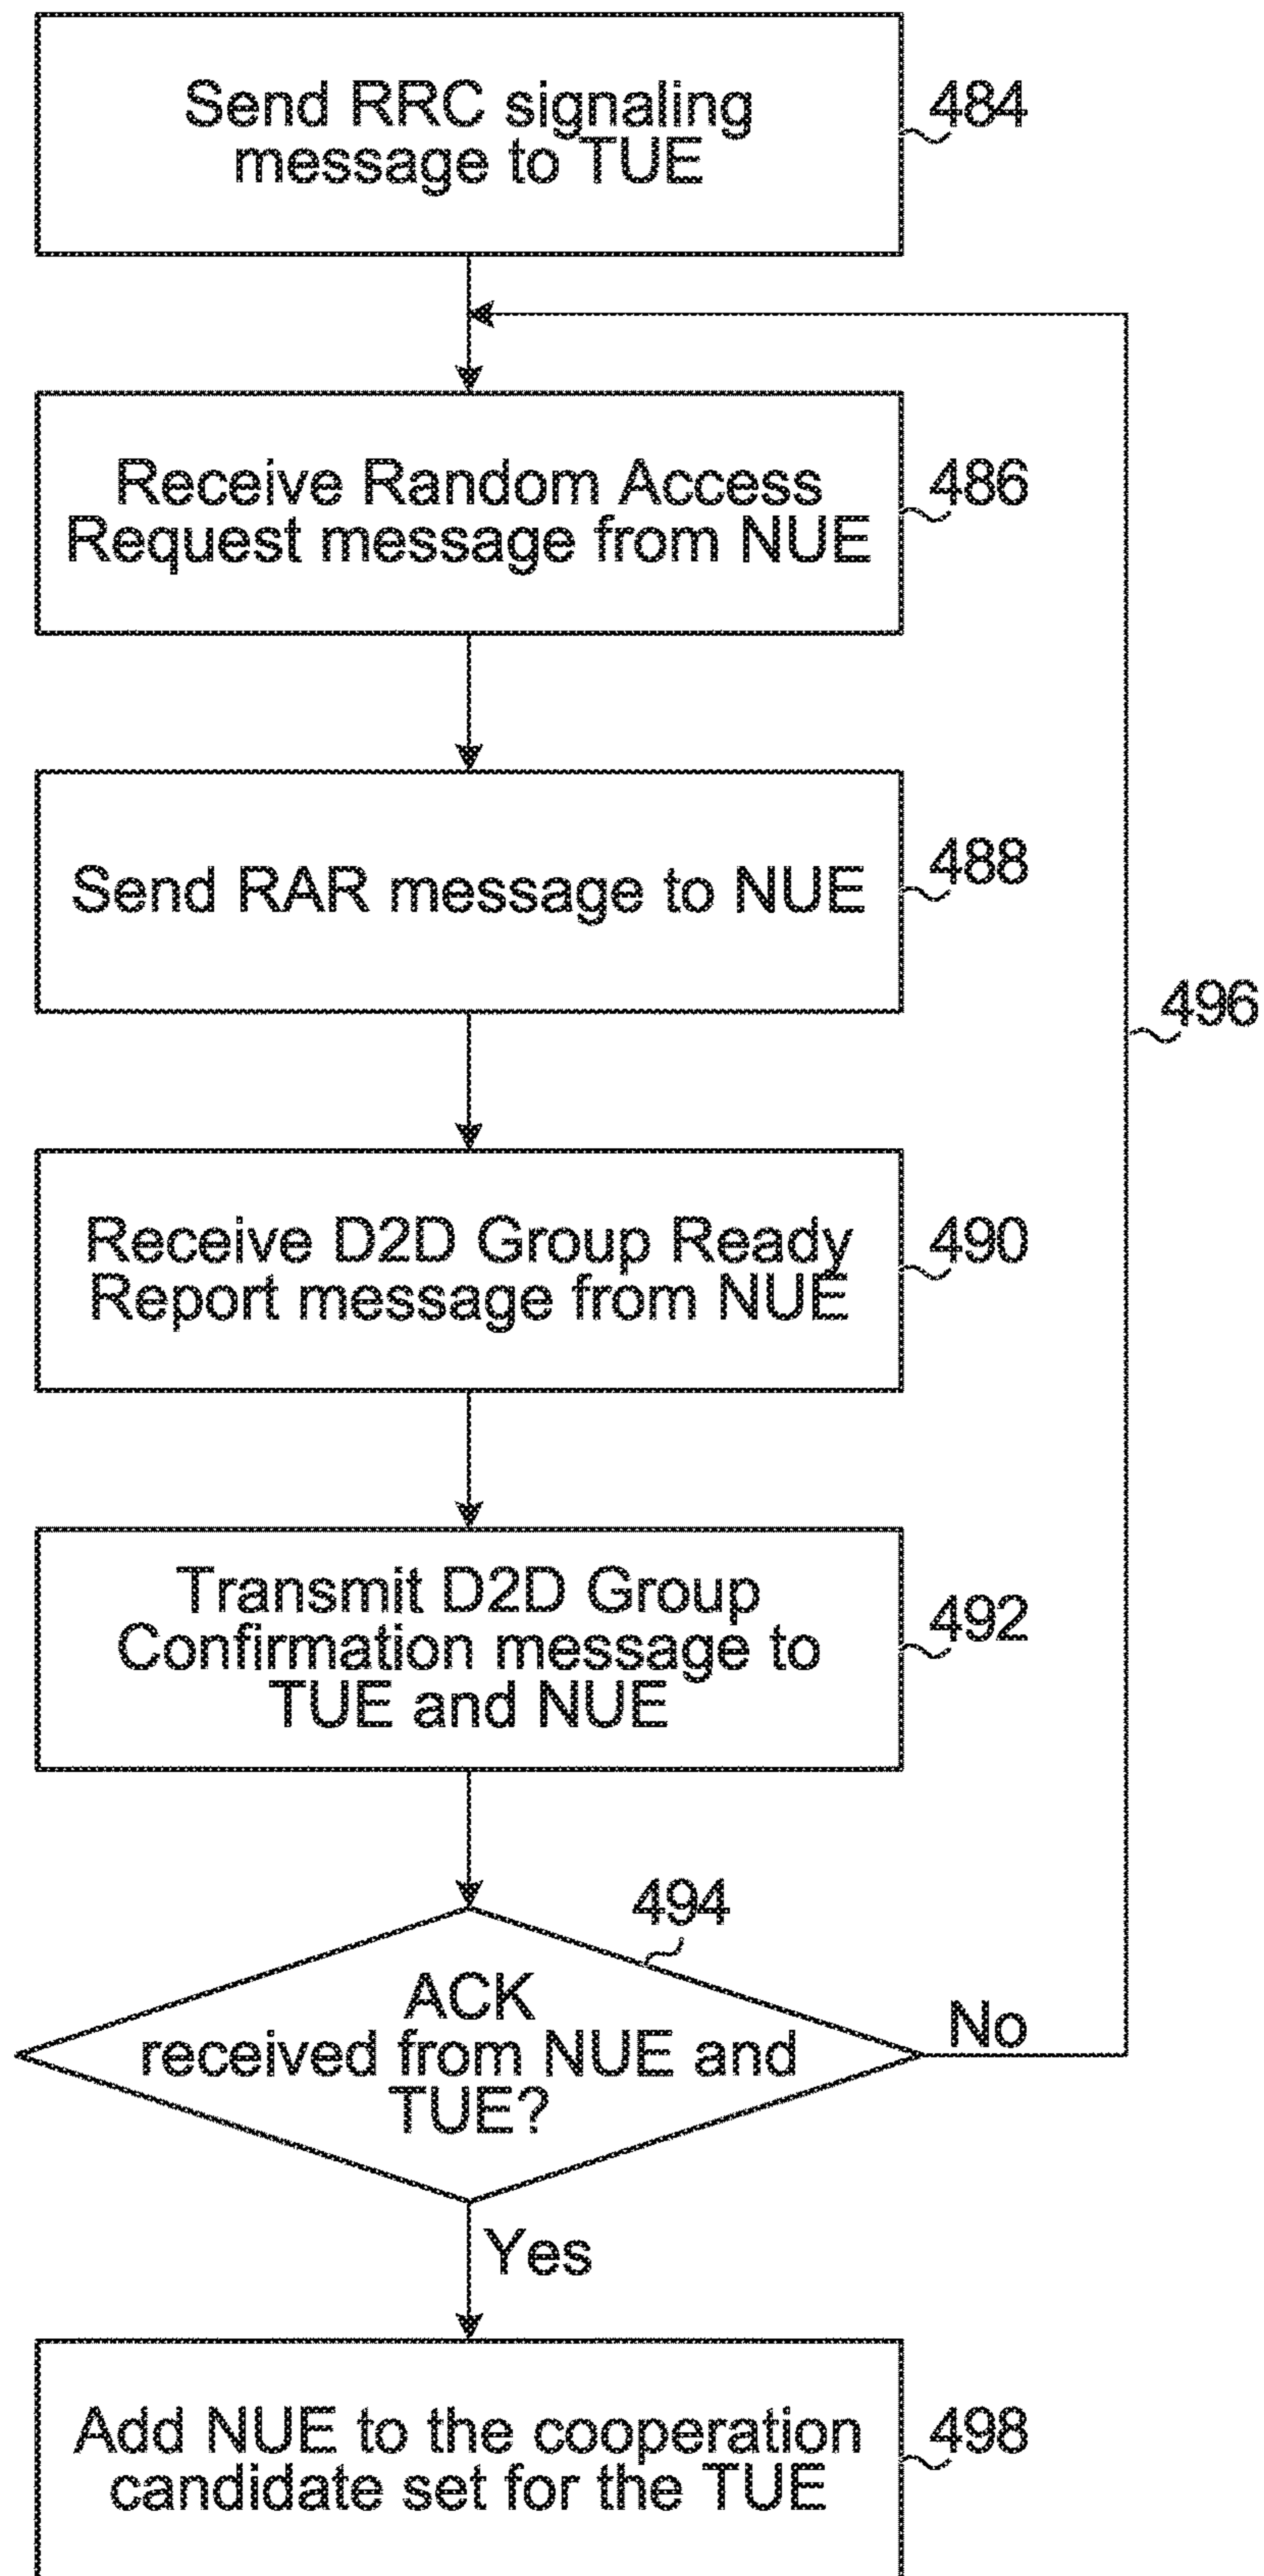 Send RRC signaling
message to TUE
484
Receive Random Access
Request message from NUE
486
Send RAR message to NUE
488
496
Receive D2D Group Ready
Report message from NUE
490
Transmit D2D Group
Confirmation message to
TUE and NUE
492
494
ACK
received from NUE and
TUE?
No
Yes
Add NUE to the cooperation
candidate set for the TUE
498